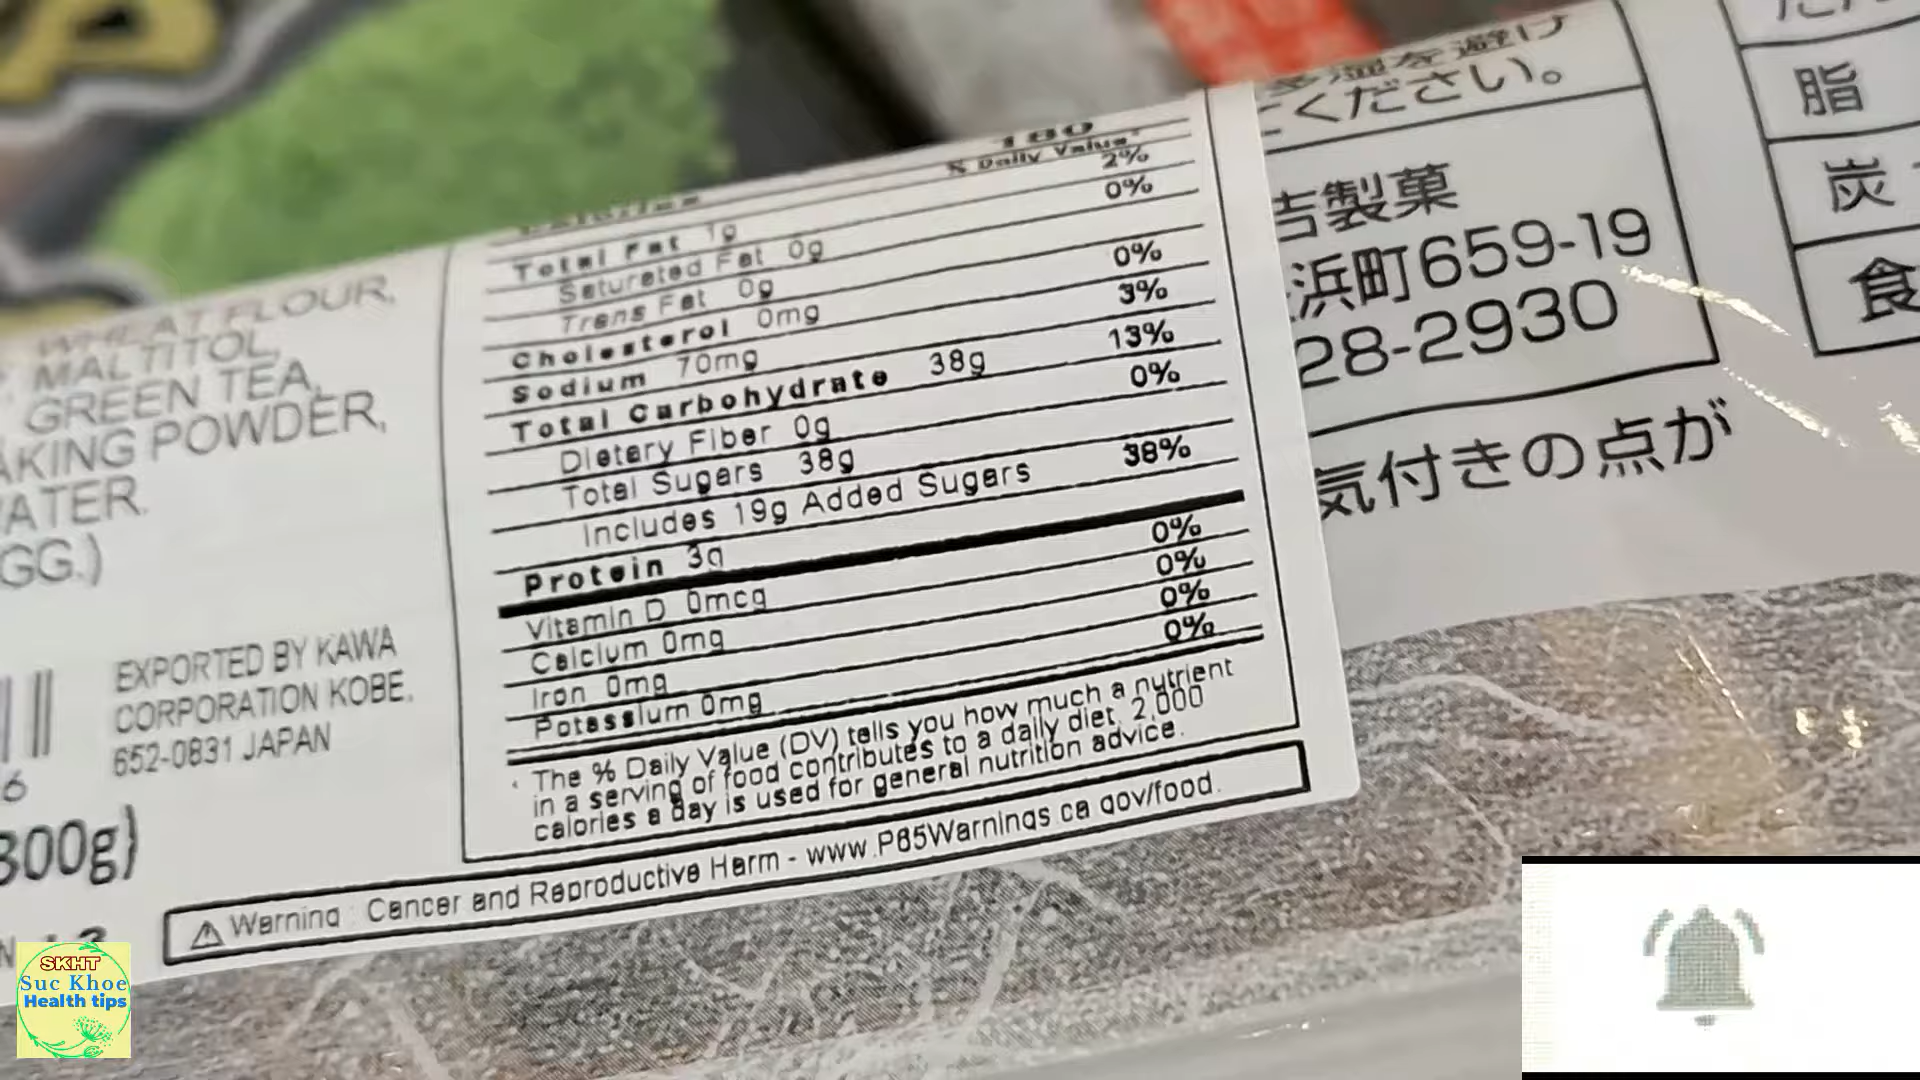 WHEAT FLOUR,
MALTITOL,
GREEN TEA,
AKING POWDER,
ATER.
GG.)
EXPORTED BY KAWA
CORPORATION KOBE,
652-0831 JAPAN
6
300g)
180
% Daily Value*
Total Fat 1g 2%
Saturated Fat 0g 0%
Trans Fat 0g
Cholesterol 0mg 0%
Sodium 70mg 3%
Total Carbohydrate 38g 13%
Dietary Fiber 0g 0%
Total Sugars 38g
Includes 19g Added Sugars 38%
Protein 3g
Vitamin D 0mcg 0%
Calcium 0mg 0%
Iron 0mg 0%
Potassium 0mg 0%
* The % Daily Value (DV) tells you how much a nutrient
in a serving of food contributes to a daily diet. 2,000
calories a day is used for general nutrition advice.
⚠ Warning : Cancer and Reproductive Harm - www.P65Warnings.ca.gov/food.
多湿を避け
てください。
吉製菓
浜町659-19
28-2930
気付きの点が
脂
炭
食
SKHT
Suc Khoe
Health tips